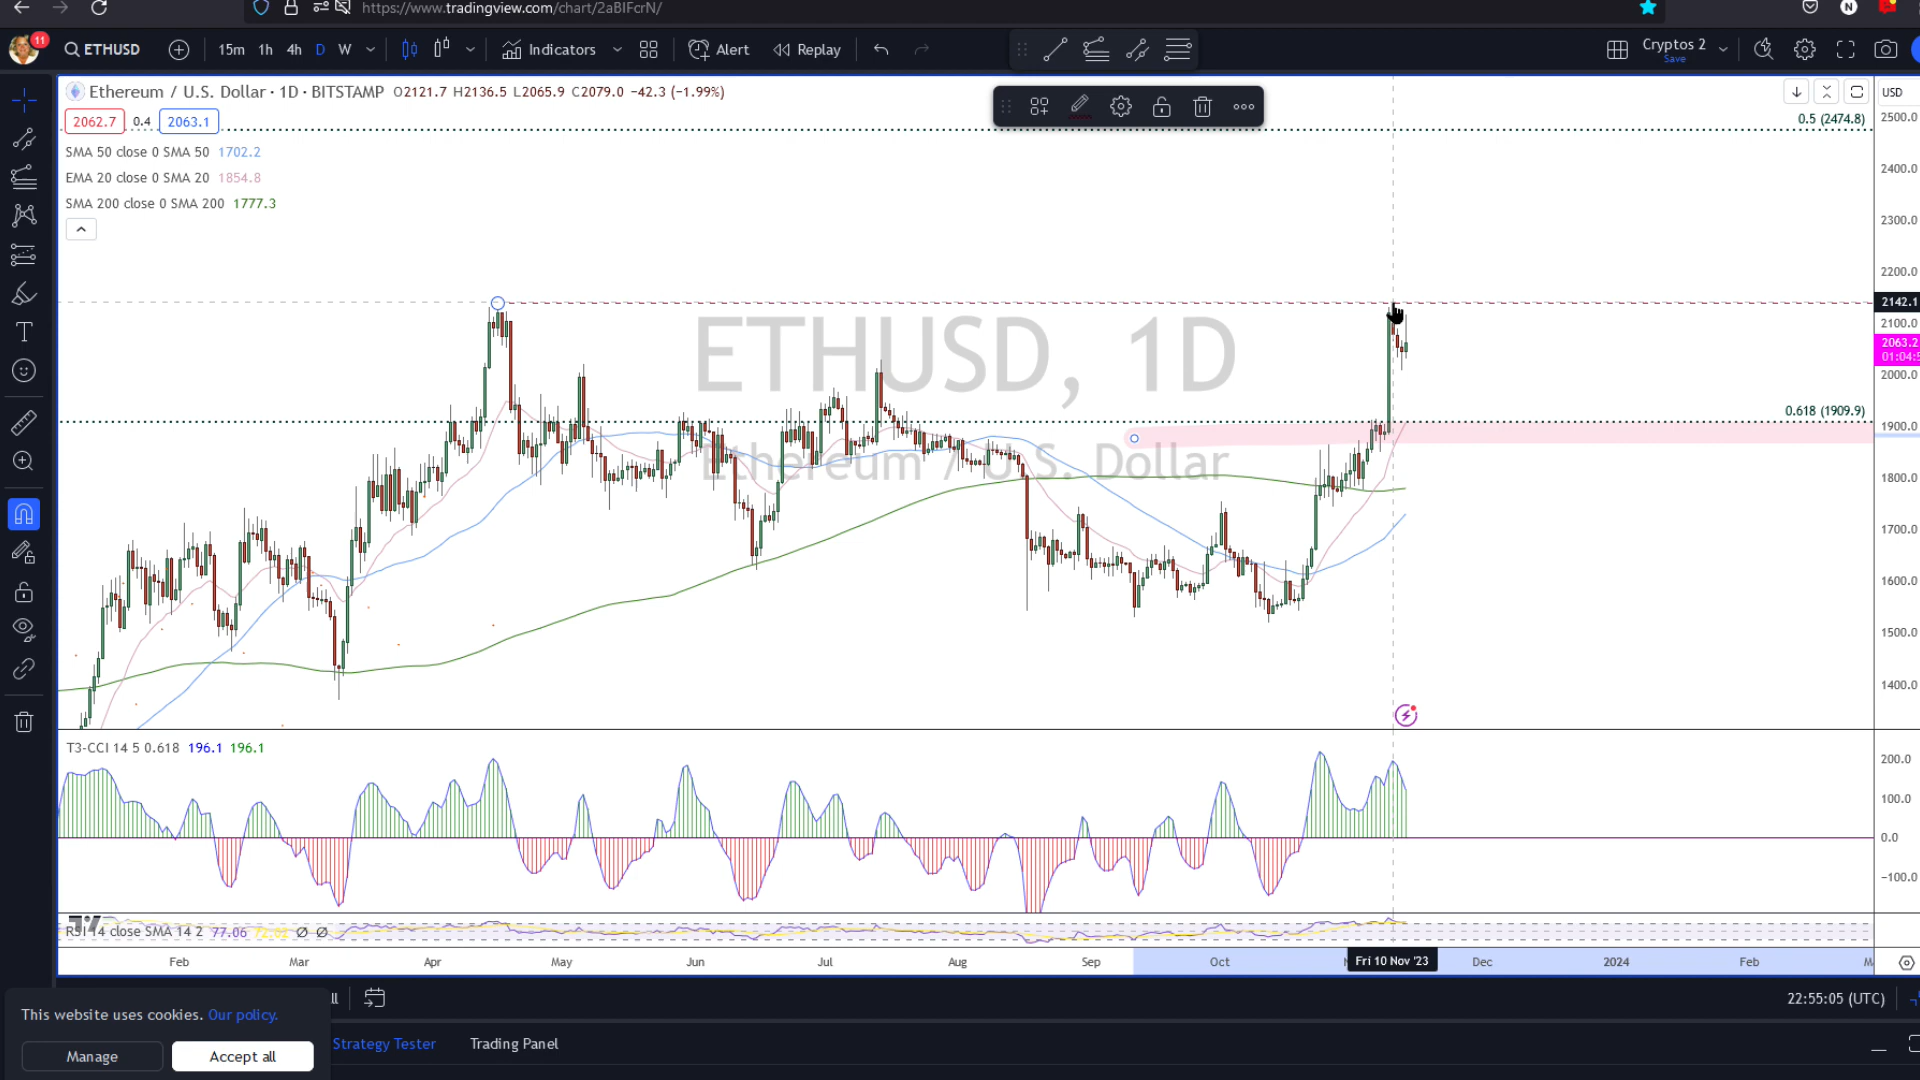 https://www.tradingview.com/chart/2aBIFcrN/
11
ETHUSD
15m 1h 4h D W
Indicators
Alert
Replay
Cryptos 2
Save
N
Ethereum / U.S. Dollar · 1D · BITSTAMP O2121.7 H2136.5 L2065.9 C2079.0 −42.3 (−1.99%)
USD
2062.7 0.4 2063.1
0.5 (2474.8)
SMA 50 close 0 SMA 50 1702.2
EMA 20 close 0 SMA 20 1854.8
SMA 200 close 0 SMA 200 1777.3
2500.0
2400.0
2300.0
2200.0
2142.1
2100.0
2063.2
2000.0
0.618 (1909.9)
1900.0
1800.0
1700.0
1600.0
1500.0
1400.0
ETHUSD, 1D
Ethereum / U.S. Dollar
T3-CCI 14 5 0.618 196.1 196.1
200.0
100.0
0.0
−100.0
RSI 14 close SMA 14 2 77.06
Feb Mar Apr May Jun Jul Aug Sep Oct Fri 10 Nov '23 Dec 2024 Feb
22:55:05 (UTC)
This website uses cookies. Our policy.
Manage Accept all
Strategy Tester Trading Panel